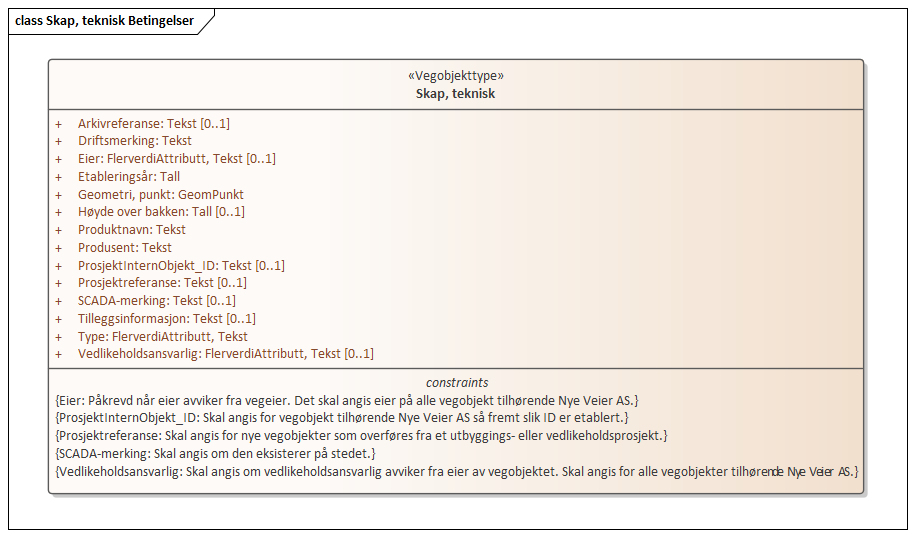 class Skap, teknisk Betingelser
«Vegobjekttype»
Skap, teknisk
+ Arkivreferanse: Tekst [0..1]
+ Driftsmerking: Tekst
+ Eier: FlerverdiAttributt, Tekst [0..1]
+ Etableringsår: Tall
+ Geometri, punkt: GeomPunkt
+ Høyde over bakken: Tall [0..1]
+ Produktnavn: Tekst
+ Produsent: Tekst
+ ProsjektInternObjekt_ID: Tekst [0..1]
+ Prosjektreferanse: Tekst [0..1]
+ SCADA-merking: Tekst [0..1]
+ Tilleggsinformasjon: Tekst [0..1]
+ Type: FlerverdiAttributt, Tekst
+ Vedlikeholdsansvarlig: FlerverdiAttributt, Tekst [0..1]
constraints
{Eier: Påkrevd når eier avviker fra vegeier. Det skal angis eier på alle vegobjekt tilhørende Nye Veier AS.}
{ProsjektInternObjekt_ID: Skal angis for vegobjekt tilhørende Nye Veier AS så fremt slik ID er etablert.}
{Prosjektreferanse: Skal angis for nye vegobjekter som overføres fra et utbyggings- eller vedlikeholdsprosjekt.}
{SCADA-merking: Skal angis om den eksisterer på stedet.}
{Vedlikeholdsansvarlig: Skal angis om vedlikeholdsansvarlig avviker fra eier av vegobjektet. Skal angis for alle vegobjekter tilhørende Nye Veier AS.}